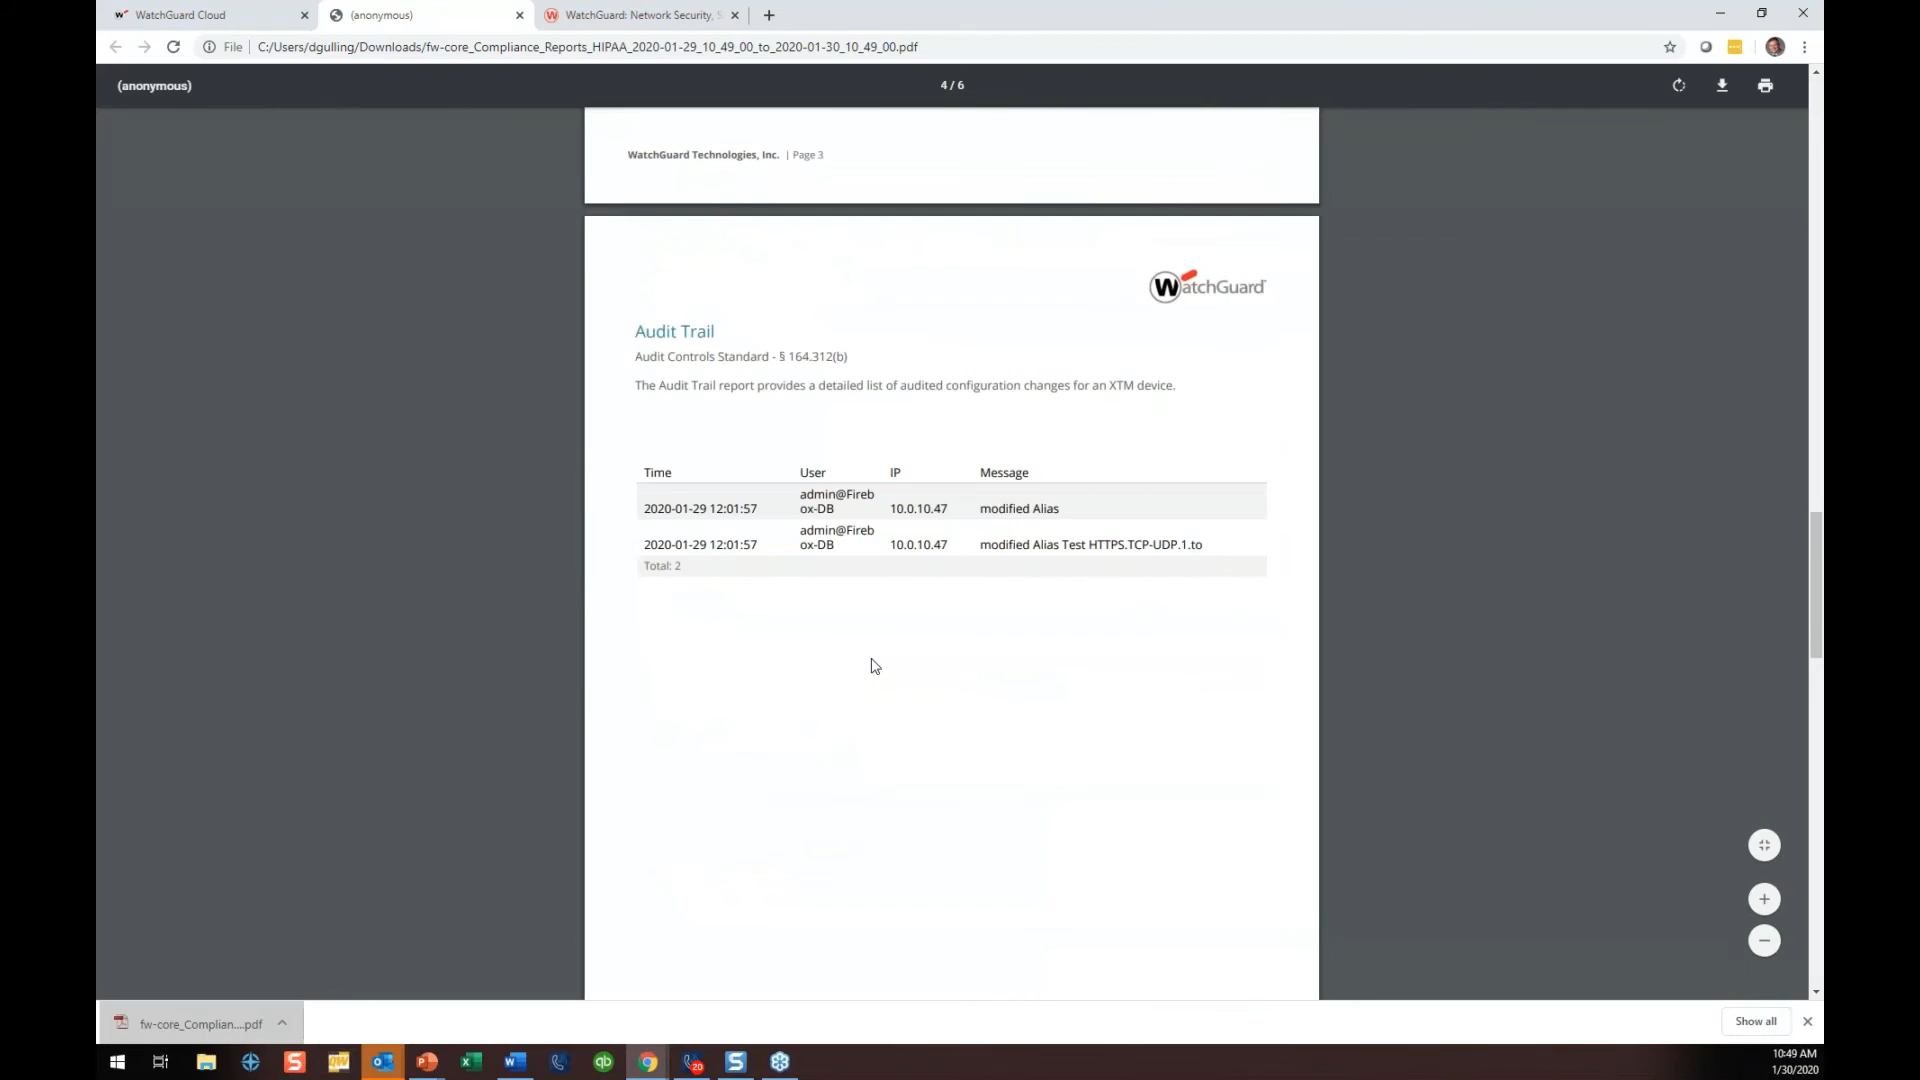 WatchGuard Cloud
(anonymous)
WatchGuard: Network Security, S
File
C:/Users/dgulling/Downloads/fw-core_Compliance_Reports_HIPAA_2020-01-29_10_49_00_to_2020-01-30_10_49_00.pdf
(anonymous)
4 / 6
WatchGuard Technologies, Inc. | Page 3
WatchGuard
Audit Trail
Audit Controls Standard - § 164.312(b)
The Audit Trail report provides a detailed list of audited configuration changes for an XTM device.
Time User IP Message
admin@Fireb
2020-01-29 12:01:57 ox-DB 10.0.10.47 modified Alias
admin@Fireb
2020-01-29 12:01:57 ox-DB 10.0.10.47 modified Alias Test HTTPS.TCP-UDP.1.to
Total: 2
fw-core_Complian....pdf
Show all
20
10:49 AM
1/30/2020